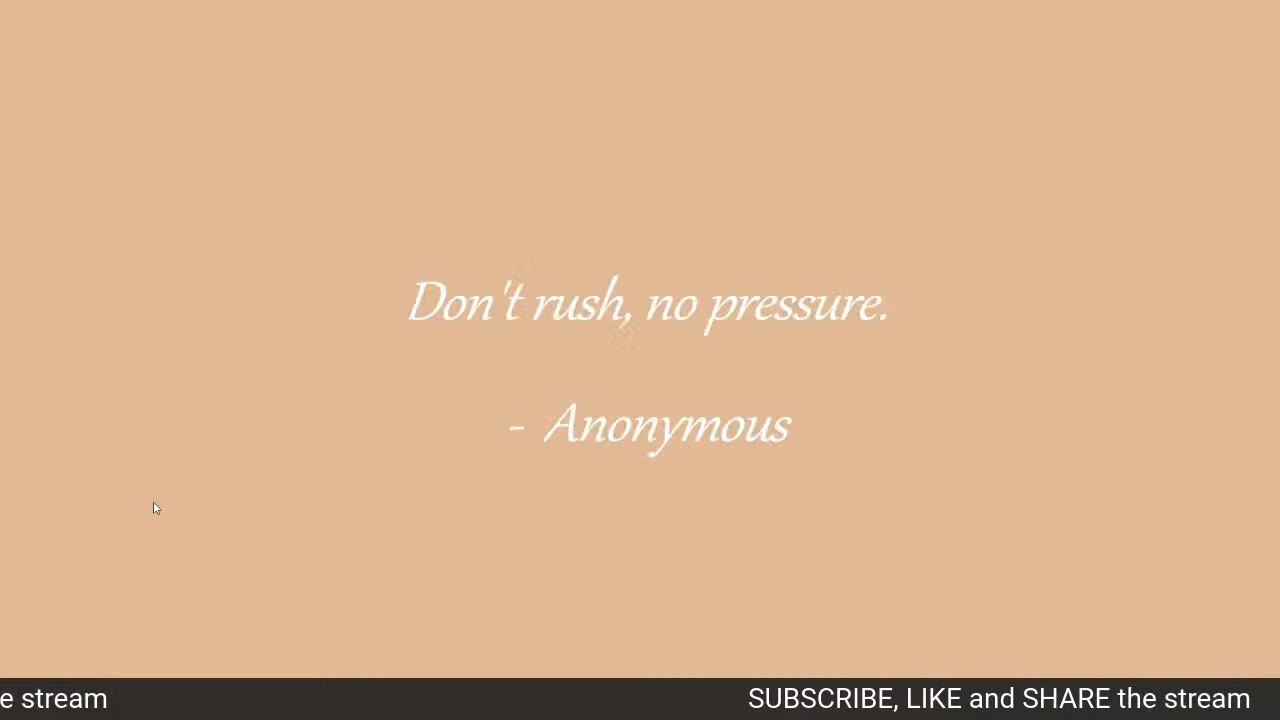 Don't rush, no pressure.
- Anonymous
e stream SUBSCRIBE, LIKE and SHARE the stream